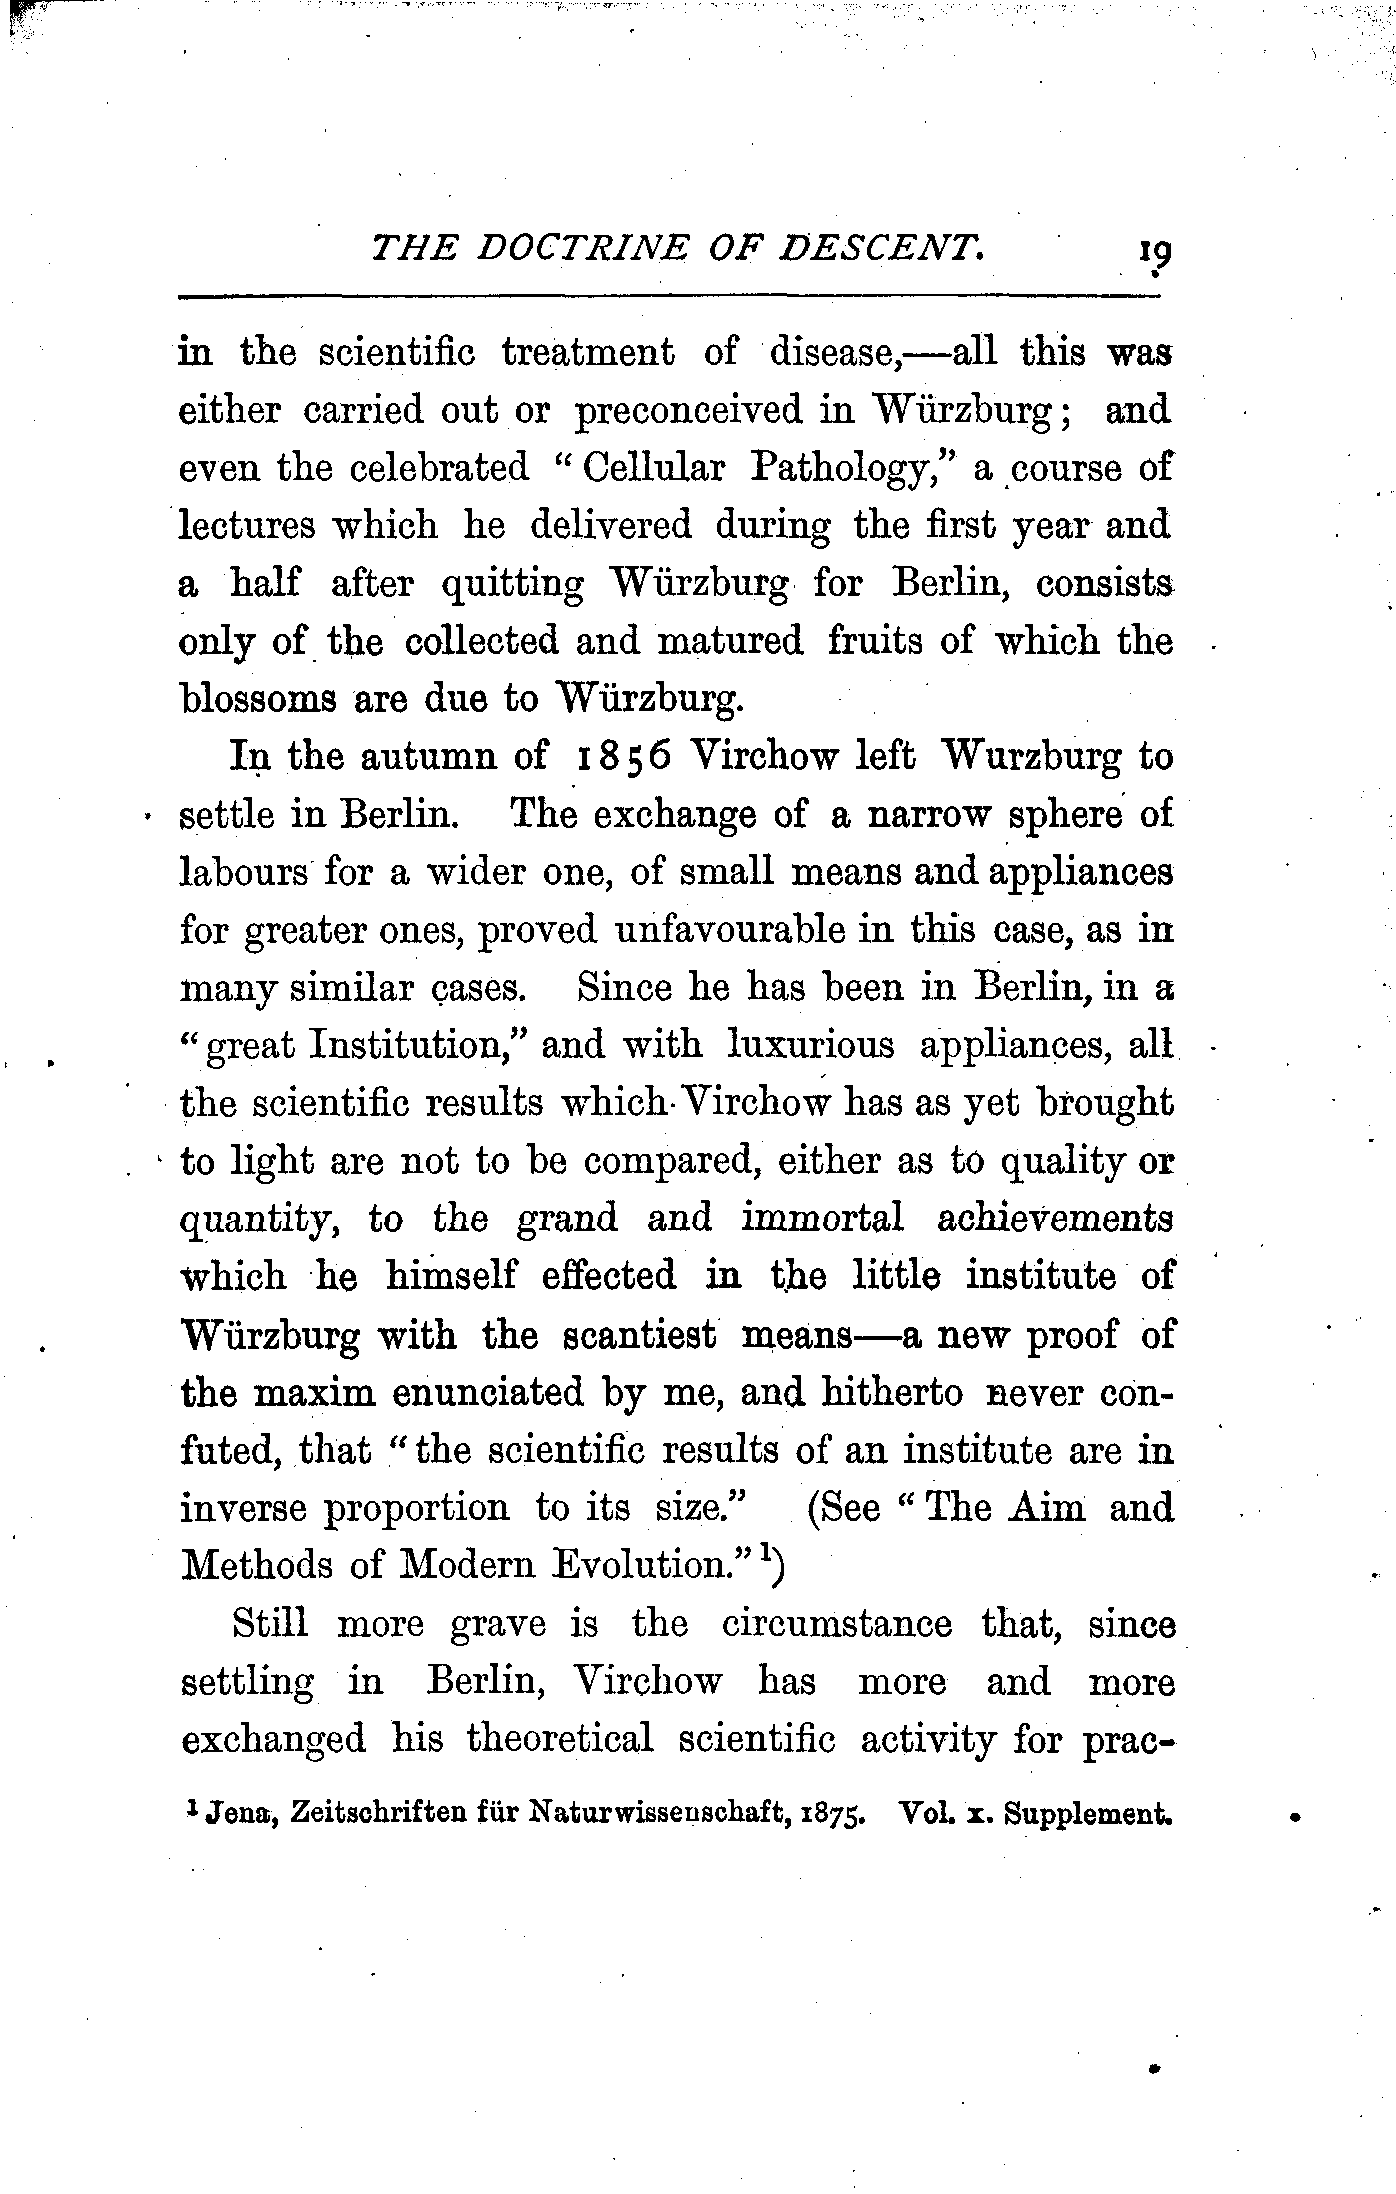 THE DOCTRINE OF DESCENT. 19
in the scientific treatment of disease,—all this was
either carried out or preconceived in Würzburg; and
even the celebrated “Cellular Pathology,” a course of
lectures which he delivered during the first year and
a half after quitting Würzburg for Berlin, consists
only of the collected and matured fruits of which the
blossoms are due to Würzburg.
In the autumn of 1856 Virchow left Wurzburg to
settle in Berlin. The exchange of a narrow sphere of
labours for a wider one, of small means and appliances
for greater ones, proved unfavourable in this case, as in
many similar cases. Since he has been in Berlin, in a
“great Institution,” and with luxurious appliances, all
the scientific results which Virchow has as yet brought
to light are not to be compared, either as to quality or
quantity, to the grand and immortal achievements
which he himself effected in the little institute of
Würzburg with the scantiest means—a new proof of
the maxim enunciated by me, and hitherto never con-
futed, that “the scientific results of an institute are in
inverse proportion to its size.” (See “The Aim and
Methods of Modern Evolution.” ¹)
Still more grave is the circumstance that, since
settling in Berlin, Virchow has more and more
exchanged his theoretical scientific activity for prac-
¹ Jena, Zeitschriften für Naturwissenschaft, 1875. Vol. x. Supplement.